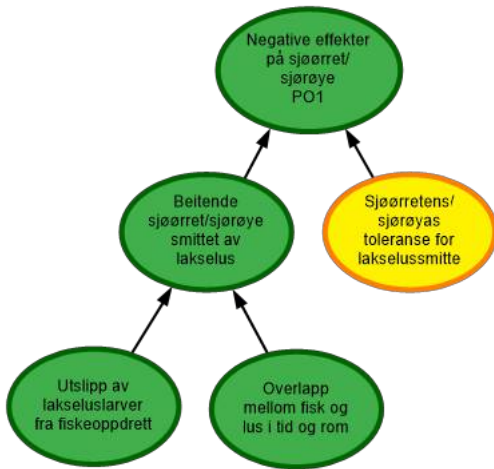 Negative effekter
på sjøørret/
sjørøye
PO1
Beitende
sjøørret/sjørøye
smittet av
lakselus
Sjøørretens/
sjørøyas
toleranse for
lakselussmitte
Utslipp av
lakseluslarver
fra fiskeoppdrett
Overlapp
mellom fisk og
lus i tid og rom